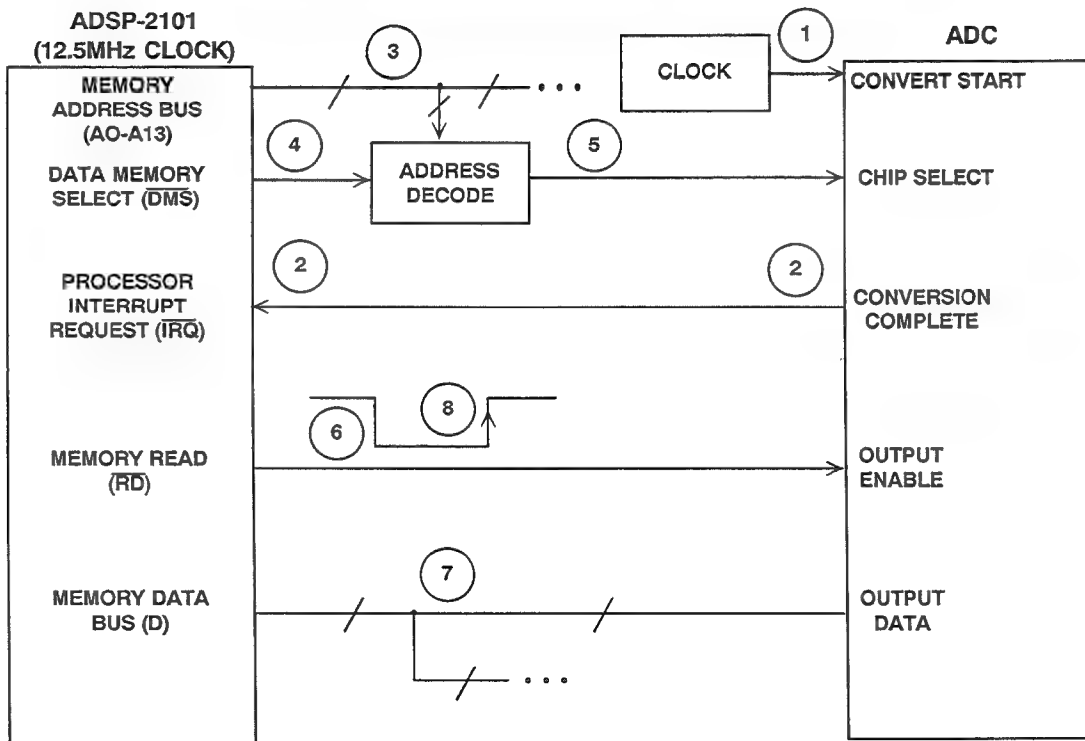 ADSP-2101
(12.5MHz CLOCK)
ADC
1
3
CLOCK
CONVERT START
MEMORY
ADDRESS BUS
(AO-A13)
4
5
ADDRESS
DECODE
DATA MEMORY
SELECT (DMS)
CHIP SELECT
2
2
PROCESSOR
INTERRUPT
REQUEST (IRQ)
CONVERSION
COMPLETE
6
8
MEMORY READ
(RD)
OUTPUT
ENABLE
7
MEMORY DATA
BUS (D)
OUTPUT
DATA